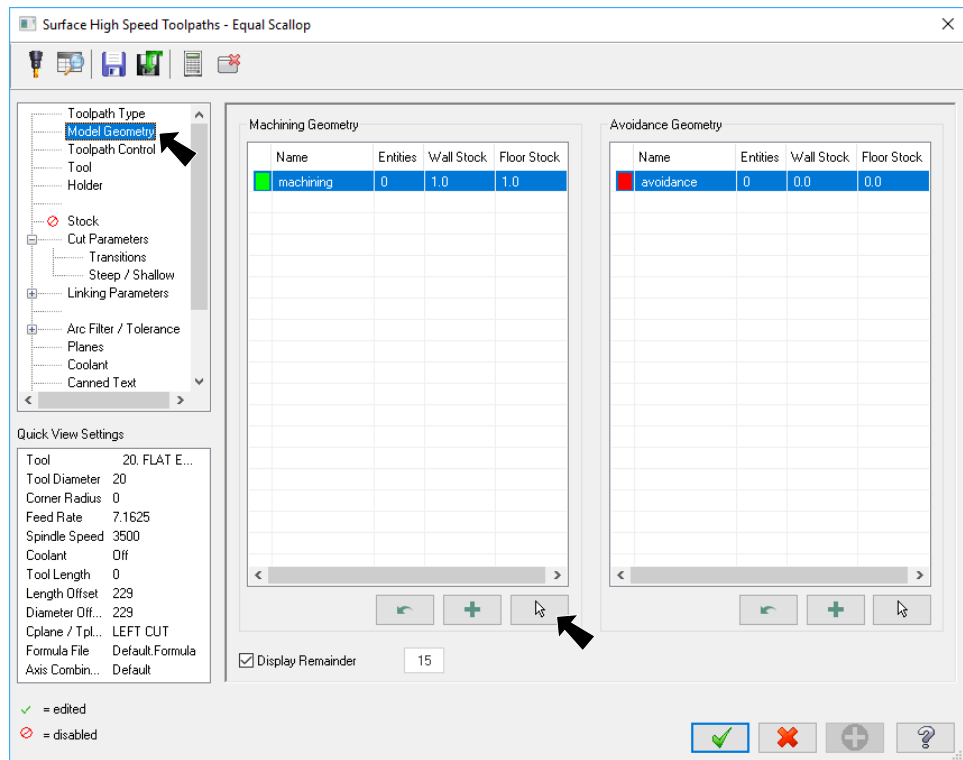 Surface High Speed Toolpaths - Equal Scallop
Toolpath Type
Model Geometry
Toolpath Control
Tool
Holder
Stock
Cut Parameters
Transitions
Steep / Shallow
Linking Parameters
Arc Filter / Tolerance
Planes
Coolant
Canned Text
Quick View Settings
Tool 20. FLAT E...
Tool Diameter 20
Corner Radius 0
Feed Rate 7.1625
Spindle Speed 3500
Coolant Off
Tool Length 0
Length Offset 229
Diameter Off... 229
Cplane / Tpl... LEFT CUT
Formula File Default.Formula
Axis Combin... Default
= edited
= disabled
Machining Geometry
Name Entities Wall Stock Floor Stock
machining 0 1.0 1.0
Display Remainder 15
Avoidance Geometry
Name Entities Wall Stock Floor Stock
avoidance 0 0.0 0.0